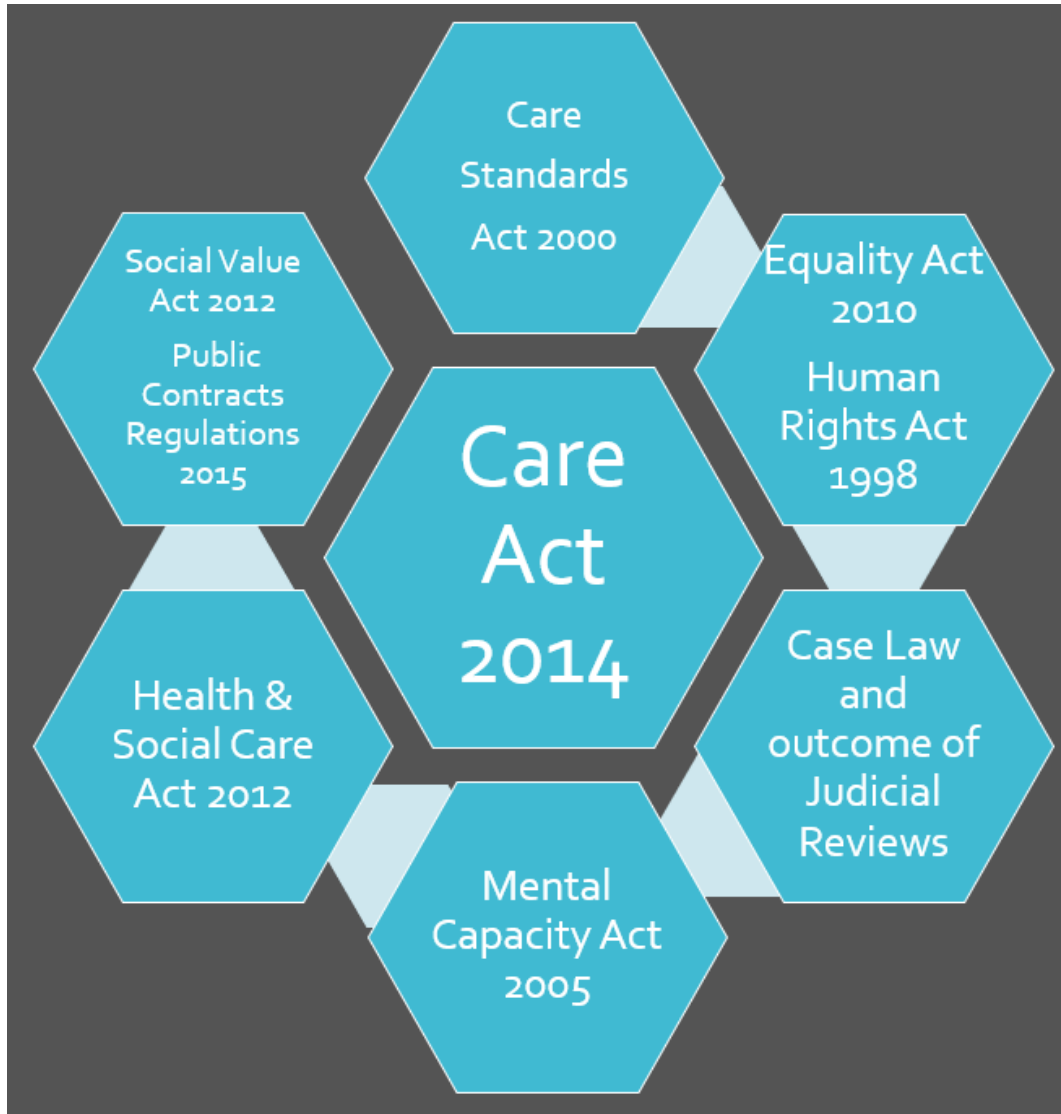 Care
Standards
Act 2000
Equality Act
2010
Human
Rights Act
1998
Case Law
and
outcome of
Judicial
Reviews
Mental
Capacity Act
2005
Health &
Social Care
Act 2012
Social Value
Act 2012
Public
Contracts
Regulations
2015
Care
Act
2014